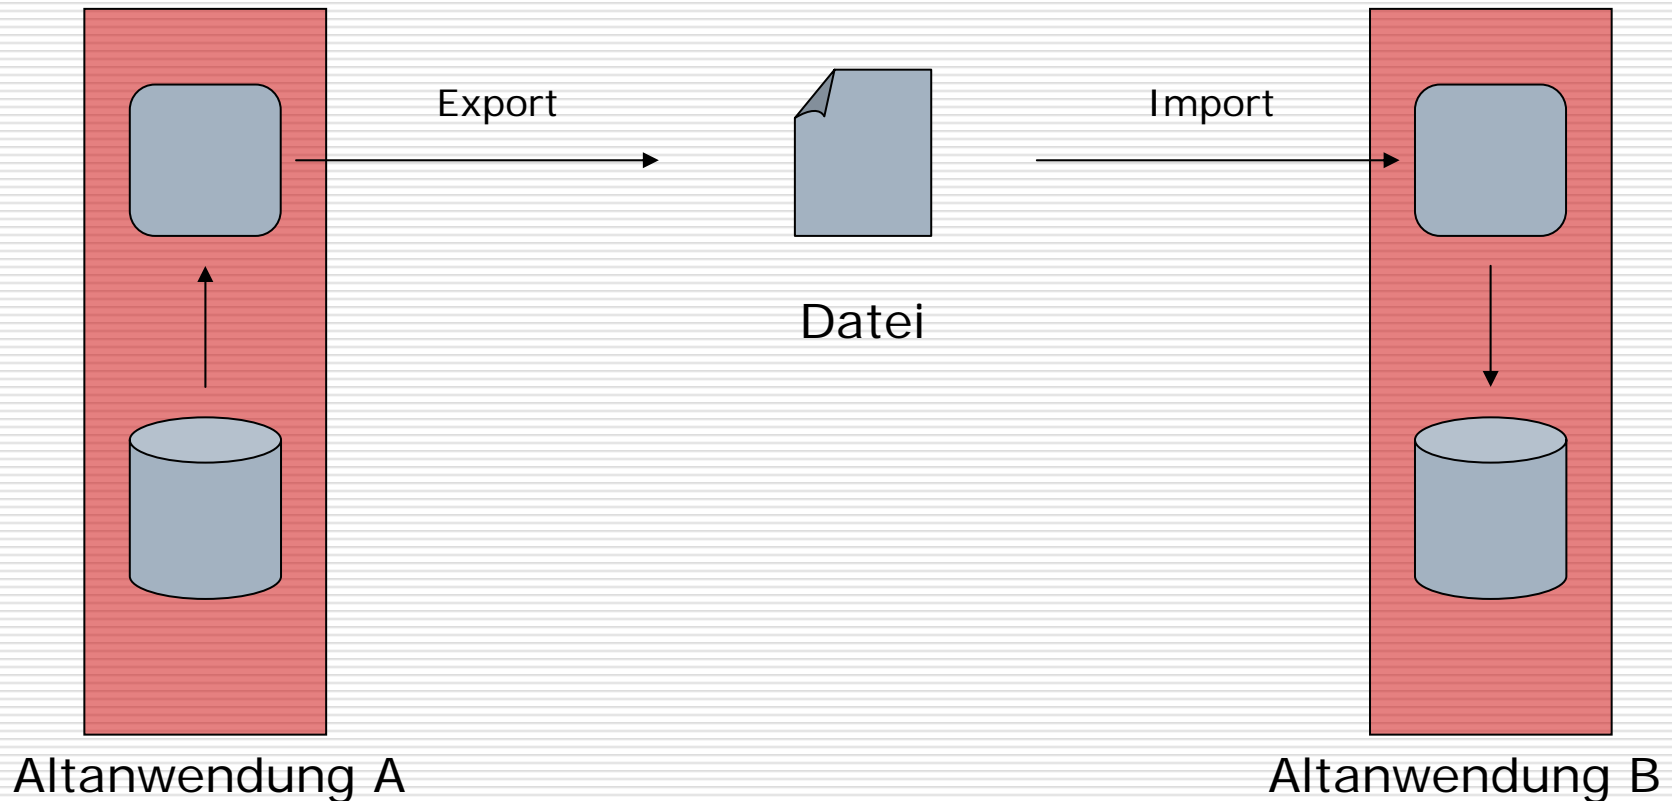 Export
Import
Datei
Altanwendung A
Altanwendung B